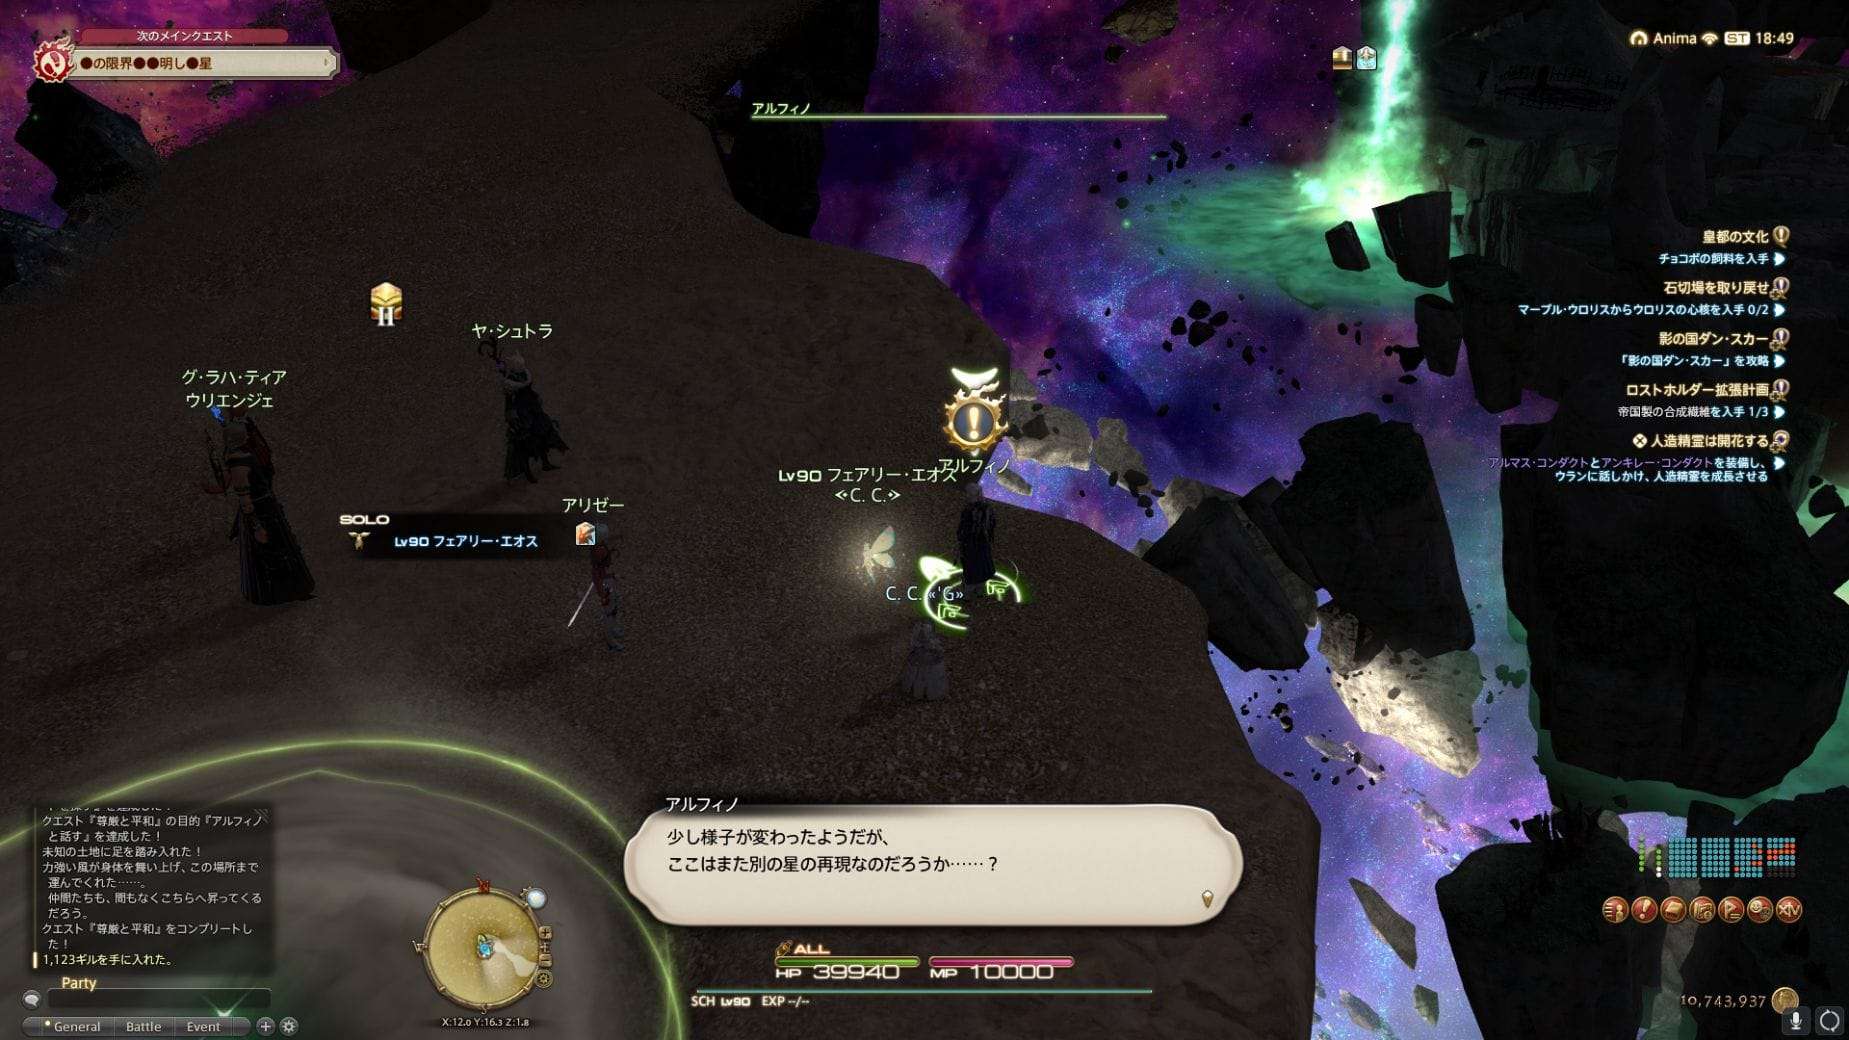 次のメインクエスト
●の限界●●明し●星
アルフィノ
Anima ST 18:49
皇都の文化
チョコボの飼料を入手
石切場を取り戻せ
マーブル・ウロリスからウロリスの心核を入手 0/2
影の国ダン・スカー
「影の国ダン・スカー」を攻略
ロストホルダー拡張計画
帝国製の合成繊維を入手 1/3
人造精霊は開花する
アルマス・コンダクトとアンキレー・コンダクトを装備し、
ウランに話しかけ、人造精霊を成長させる
H
ヤ・シュトラ
グ・ラハ・ティア
ウリエンジェ
アルフィノ
Lv90 フェアリー・エオス
«C. C.»
アリゼー
SOLO
Lv90 フェアリー・エオス
C. C. «'G»
アルフィノ
少し様子が変わったようだが、
ここはまた別の星の再現なのだろうか……？
クエスト『尊厳と平和』の目的『アルフィノ
と話す』を達成した！
未知の土地に足を踏み入れた！
力強い風が身体を舞い上げ、この場所まで
運んでくれた……。
仲間たちも、間もなくこちらへ昇ってくる
だろう。
クエスト『尊厳と平和』をコンプリートし
た！
1,123ギルを手に入れた。
Party
General Battle Event
X:12.0 Y:16.3 Z:1.8
ALL
HP 39940 MP 10000
SCH Lv90 EXP --/--
XIV
10,743,937